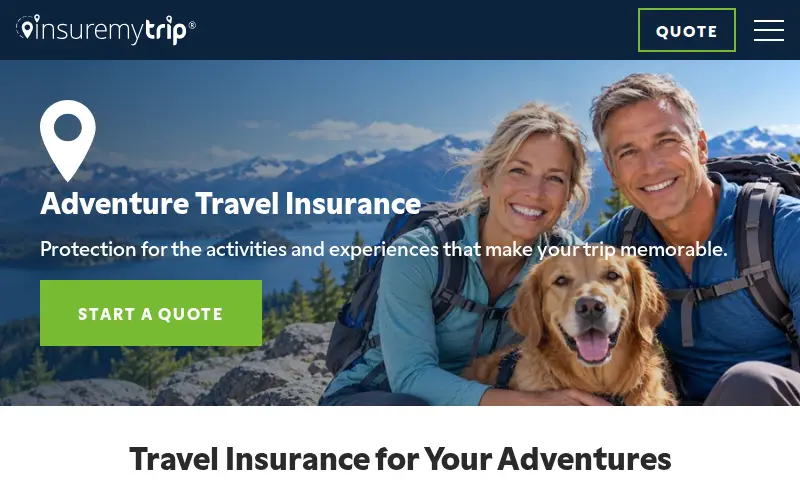 insuremytrip®
QUOTE
Adventure Travel Insurance
Protection for the activities and experiences that make your trip memorable.
START A QUOTE
Travel Insurance for Your Adventures